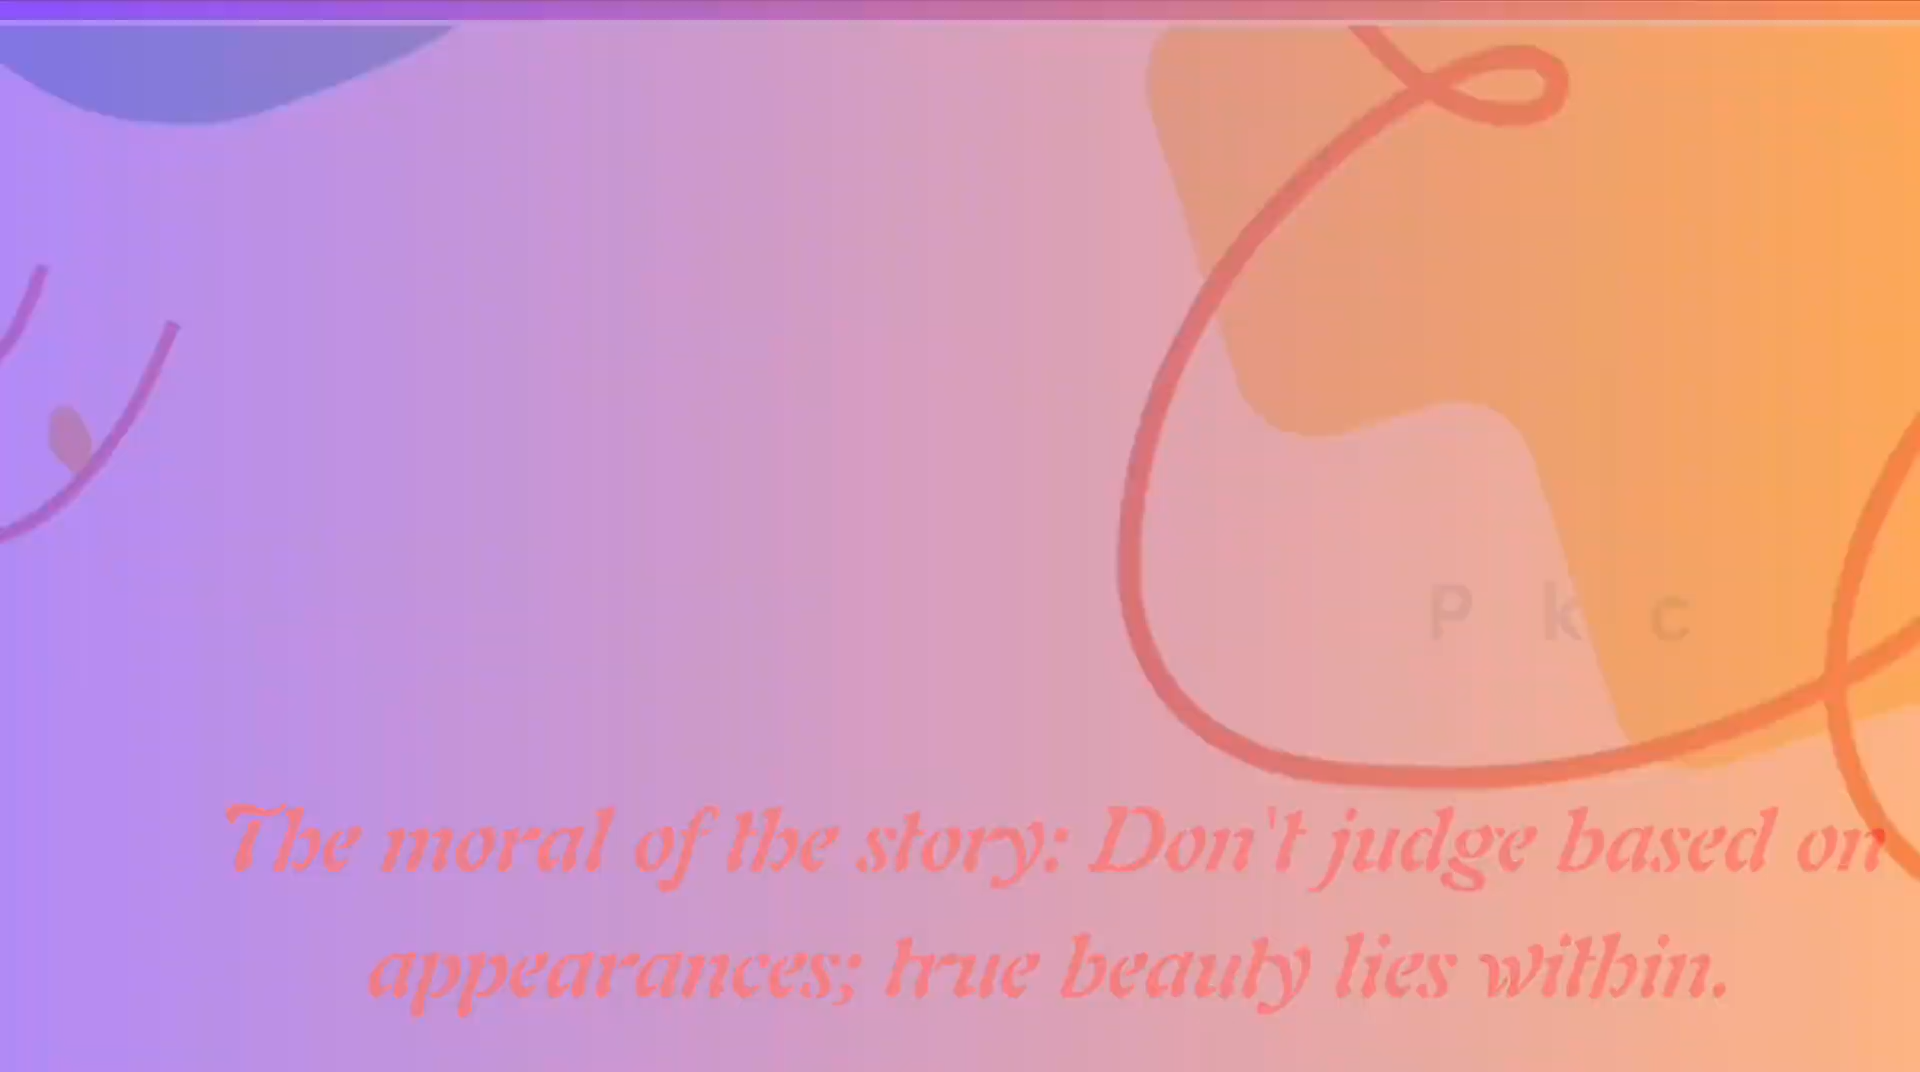 P k c
The moral of the story: Don't judge based on
appearances; true beauty lies within.